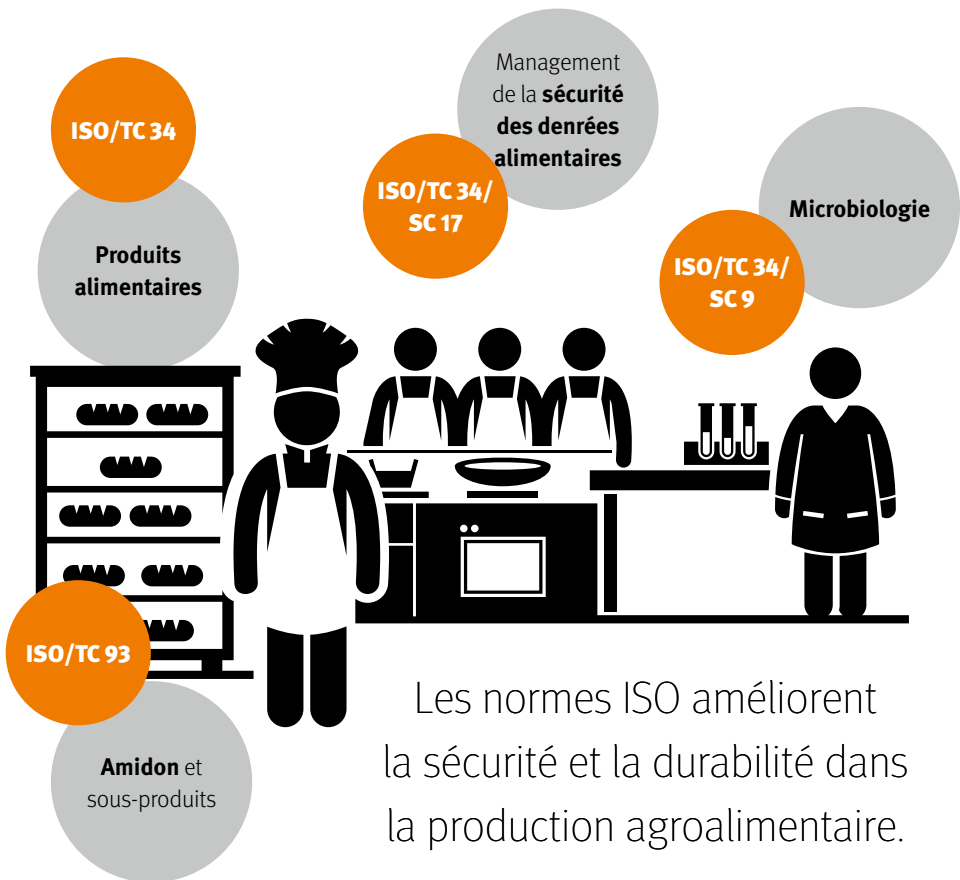 ISO/TC 34
Produits
alimentaires
Management
de la sécurité
des denrées
alimentaires
ISO/TC 34/
SC 17
Microbiologie
ISO/TC 34/
SC 9
ISO/TC 93
Amidon et
sous-produits
Les normes ISO améliorent
la sécurité et la durabilité dans
la production agroalimentaire.